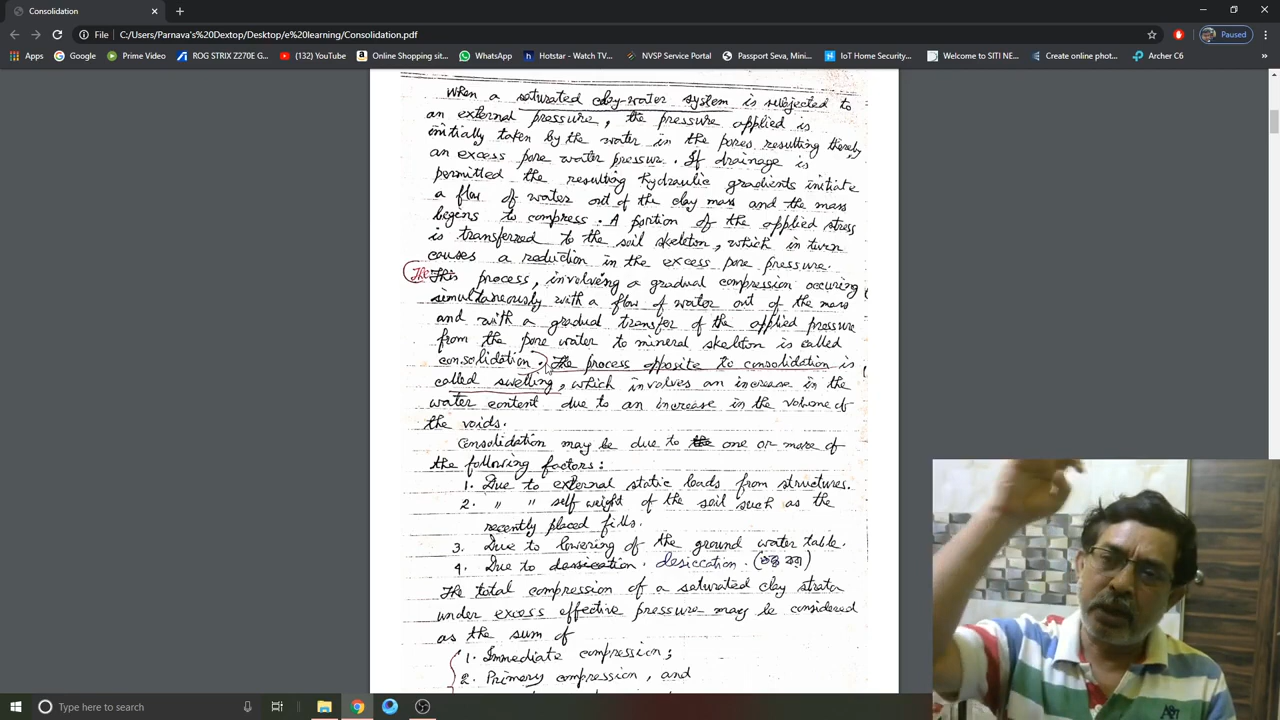 Consolidation
File C:/Users/Parnava's%20Dextop/Desktop/e%20learning/Consolidation.pdf
Paused
Apps Google Prime Video ROG STRIX Z270E G... (132) YouTube Online Shopping sit... WhatsApp Hotstar - Watch TV... NVSP Service Portal Passport Seva, Mini... IoT Home Security... Welcome to SITI NE... Create online phot... Archer C6
When a saturated clay-water system is subjected to
an external pressure, the pressure applied is
initially taken by the water in the pores resulting thereby
an excess pore water pressure. If drainage is
permitted the resulting hydraulic gradients initiate
a flow of water out of the clay mass and the mass
begins to compress. A portion of the applied stress
is transferred to the soil skeleton, which in turn
causes a reduction in the excess pore pressure.
The This process, involving a gradual compression occuring
simultaneously with a flow of water out of the mass
and with a gradual transfer of the applied pressure
from the pore water to mineral skelton is called
consolidation. The process opposite to consolidation is
called swelling, which involves an increase in the
water content due to an increase in the volume of
the voids.
Consolidation may be due to one or more of
the following factors:
1. Due to external static loads from structures.
2. " " self weight of the soil such as the
recently placed fills.
3. Due to lowering of the ground water table.
4. Due to desiccation.
The total compression of a saturated clay strata
under excess effective pressure may be considered
as the sum of
1. Immediate compression;
2. Primary compression, and
Type here to search